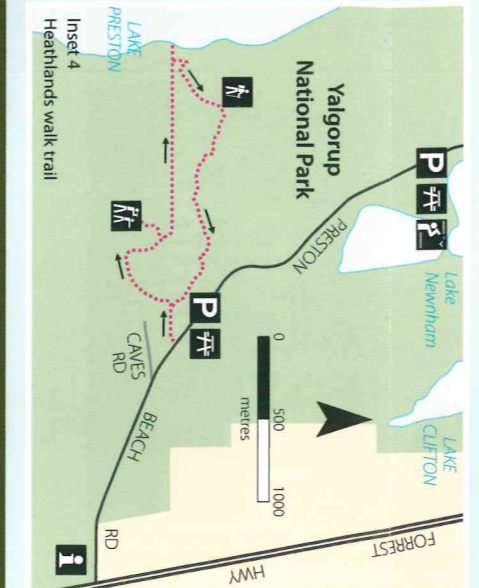 Yalgorup
National Park
LAKE
PRESTON
Inset 4
Heathlands walk trail
P
Lake
Newnham
LAKE
CLIFTON
PRESTON
P
CAVES
RD
BEACH
RD
0
500
1000
metres
FORREST
HWY
i